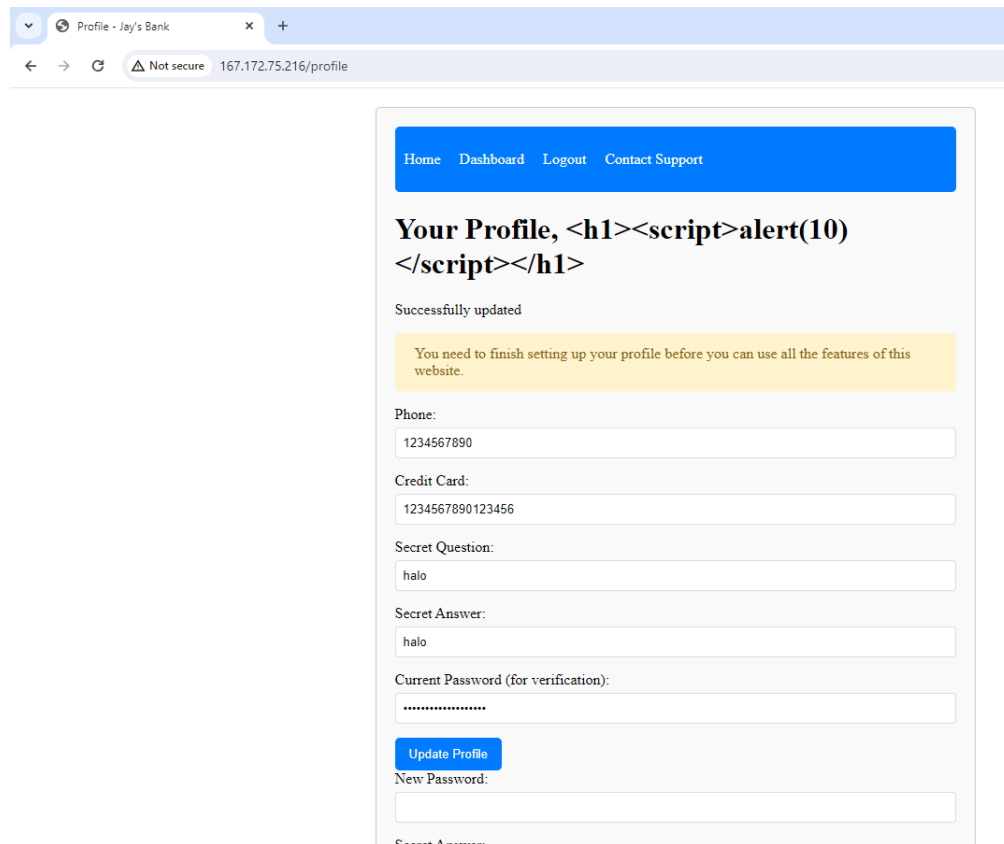 Profile - Jay's Bank
Not secure 167.172.75.216/profile
Home Dashboard Logout Contact Support
Your Profile, <h1><script>alert(10)
</script></h1>
Successfully updated
You need to finish setting up your profile before you can use all the features of this
website.
Phone:
1234567890
Credit Card:
1234567890123456
Secret Question:
halo
Secret Answer:
halo
Current Password (for verification):
•••••••••••••••••••
Update Profile
New Password:
Secret Answer: